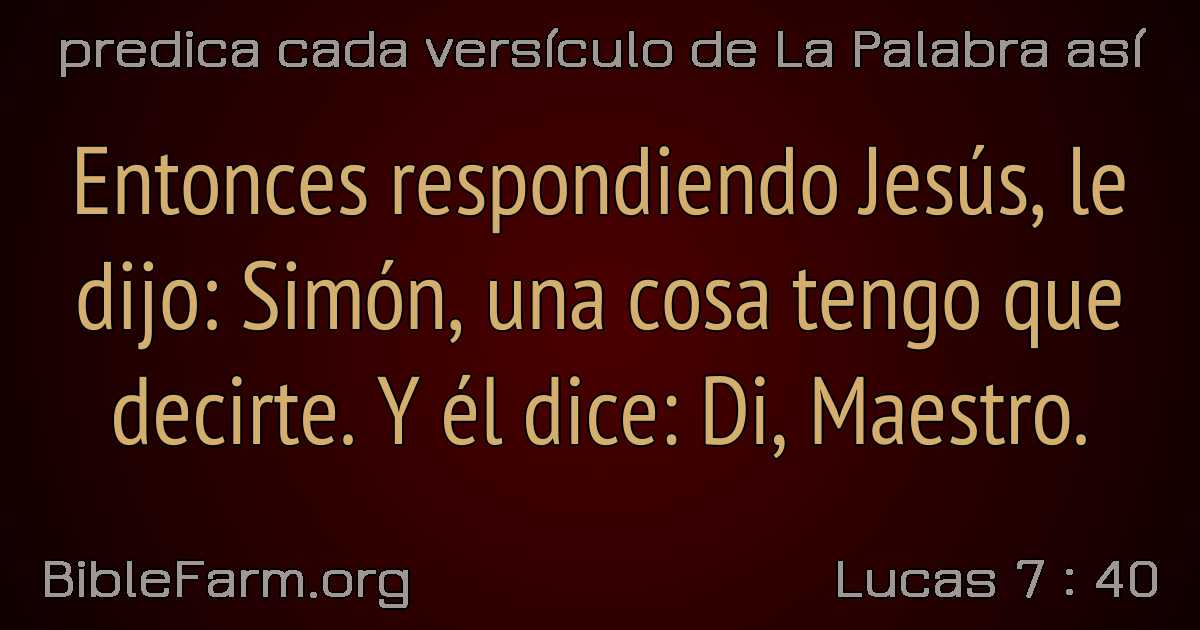 predica cada versículo de La Palabra así
Entonces respondiendo Jesús, le
dijo: Simón, una cosa tengo que
decirte. Y él dice: Di, Maestro.
BibleFarm.org
Lucas 7 : 40